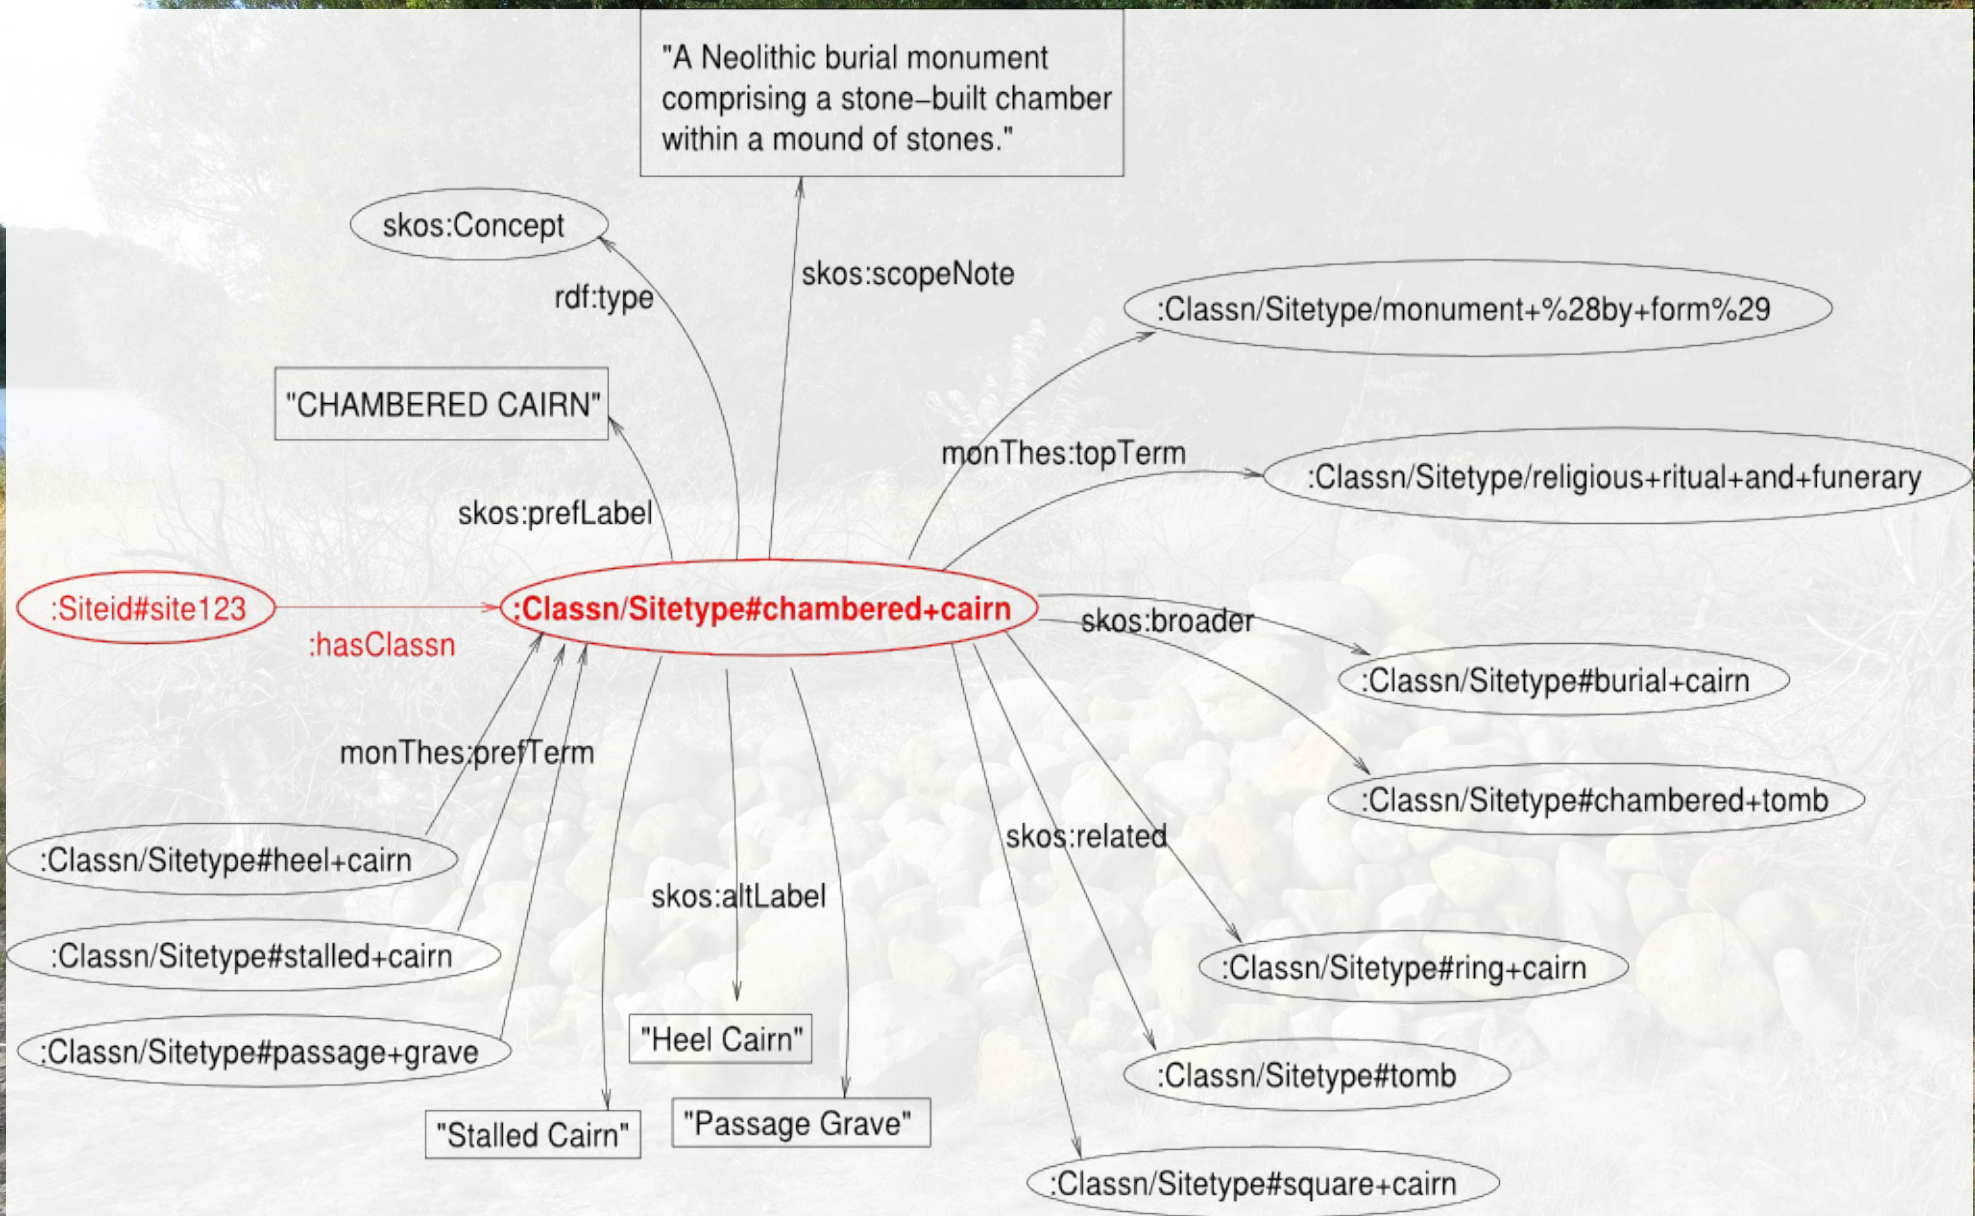 "A Neolithic burial monument
comprising a stone–built chamber
within a mound of stones."
skos:Concept
skos:scopeNote
rdf:type
:Classn/Sitetype/monument+%28by+form%29
"CHAMBERED CAIRN"
monThes:topTerm
:Classn/Sitetype/religious+ritual+and+funerary
skos:prefLabel
:Siteid#site123
:hasClassn
:Classn/Sitetype#chambered+cairn
skos:broader
:Classn/Sitetype#burial+cairn
monThes:prefTerm
:Classn/Sitetype#chambered+tomb
skos:related
:Classn/Sitetype#heel+cairn
skos:altLabel
:Classn/Sitetype#stalled+cairn
:Classn/Sitetype#ring+cairn
:Classn/Sitetype#passage+grave
"Heel Cairn"
:Classn/Sitetype#tomb
"Stalled Cairn"
"Passage Grave"
:Classn/Sitetype#square+cairn